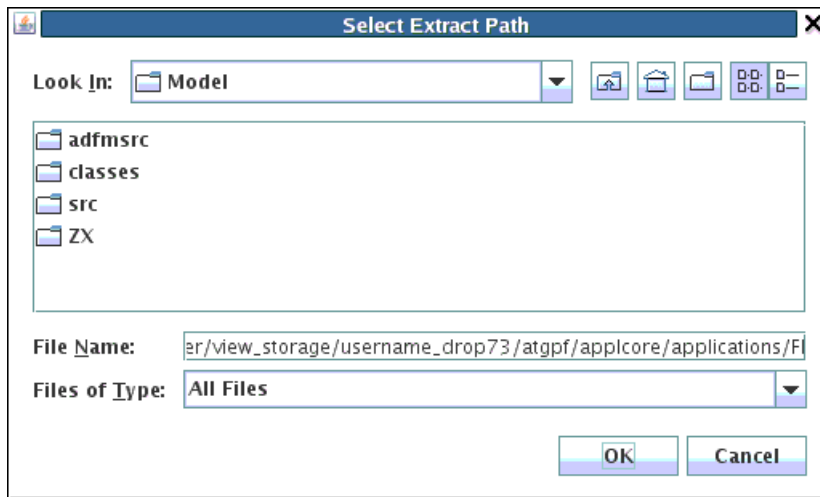 Select Extract Path
Look In: Model
adfmsrc
classes
src
ZX
File Name: er/view_storage/username_drop73/atgpf/applcore/applications/Fl
Files of Type: All Files
OK Cancel